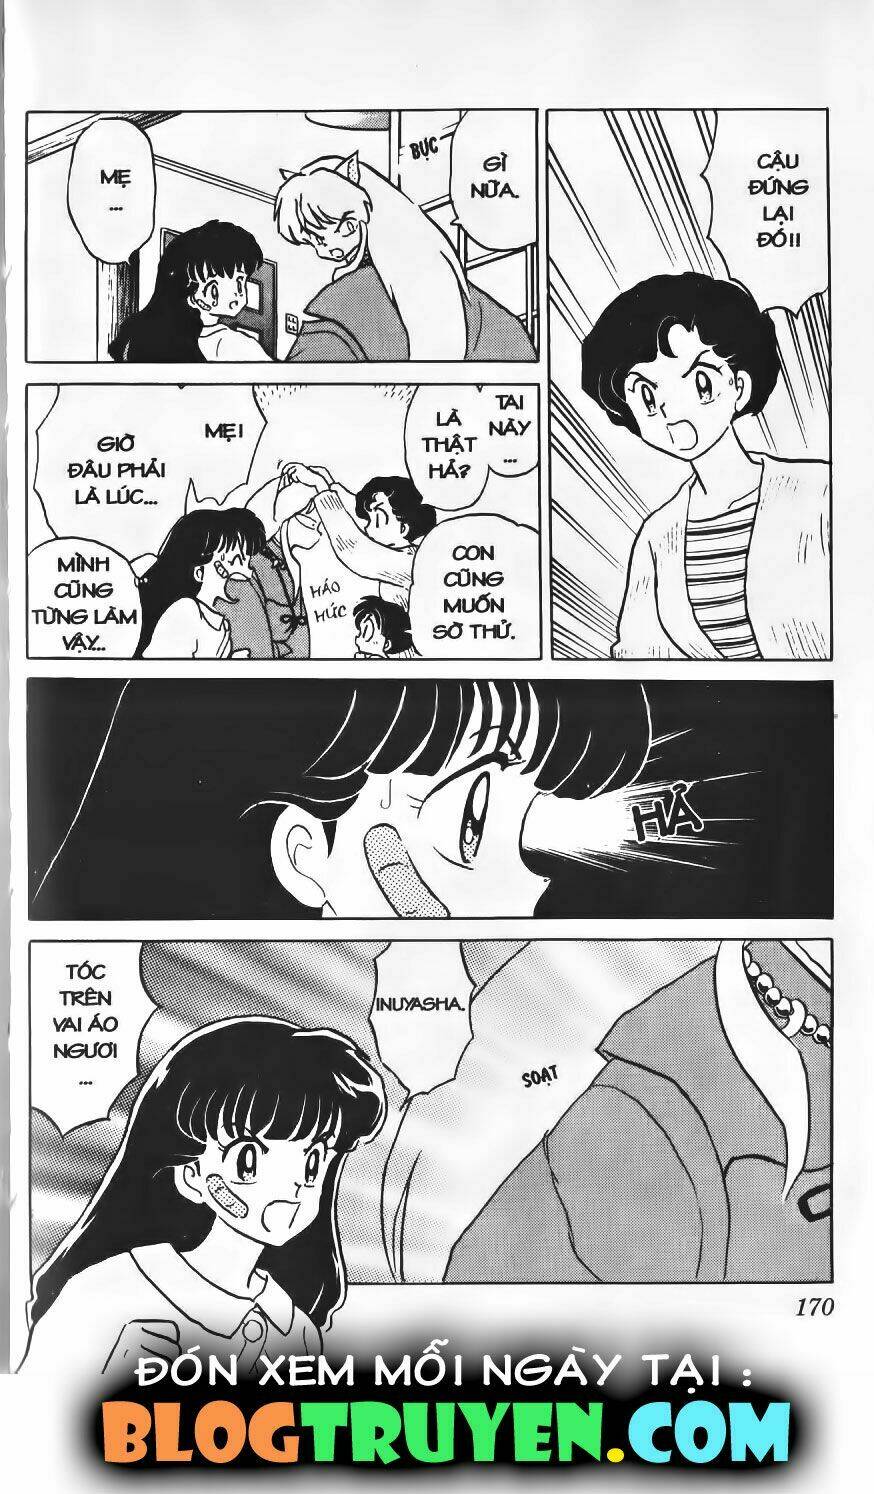 CẬU
ĐỨNG
LẠI
ĐÓ!!
GÌ
NỮA.
BỰC
MẸ
...
TAI
NÀY
...
LÀ
THẬT
HẢ?
CON
CŨNG
MUỐN
SỜ THỬ.
HÁO
HỨC
MẸ!
GIỜ
ĐÂU PHẢI
LÀ LÚC...
MÌNH
CŨNG
TỪNG LÀM
VẬY...
HẢ
SOẠT
INUYASHA.
TÓC
TRÊN
VAI ÁO
NGƯƠI
...
170
ĐÓN XEM MỖI NGÀY TẠI :
BLOGTRUYEN.COM